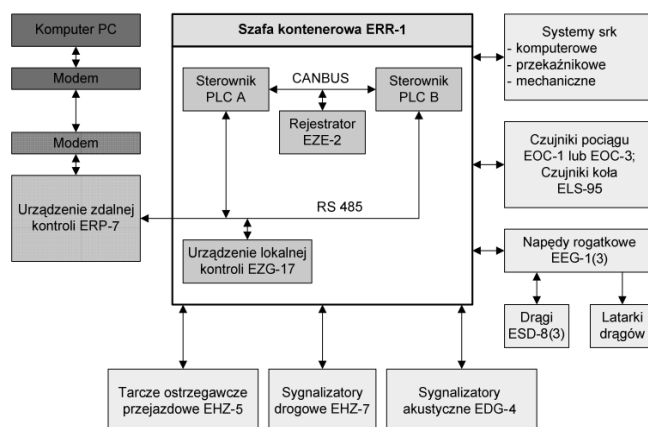 Komputer PC
Modem
Modem
Urządzenie zdalnej
kontroli ERP-7
Szafa kontenerowa ERR-1
Sterownik
PLC A
CANBUS
Sterownik
PLC B
Rejestrator
EZE-2
RS 485
Urządzenie lokalnej
kontroli EZG-17
Systemy srk
- komputerowe
- przekaźnikowe
- mechaniczne
Czujniki pociągu
EOC-1 lub EOC-3;
Czujniki koła
ELS-95
Napędy rogatkowe
EEG-1(3)
Drągi
ESD-8(3)
Latarki
drągów
Tarcze ostrzegawcze
przejazdowe EHZ-5
Sygnalizatory
drogowe EHZ-7
Sygnalizatory
akustyczne EDG-4